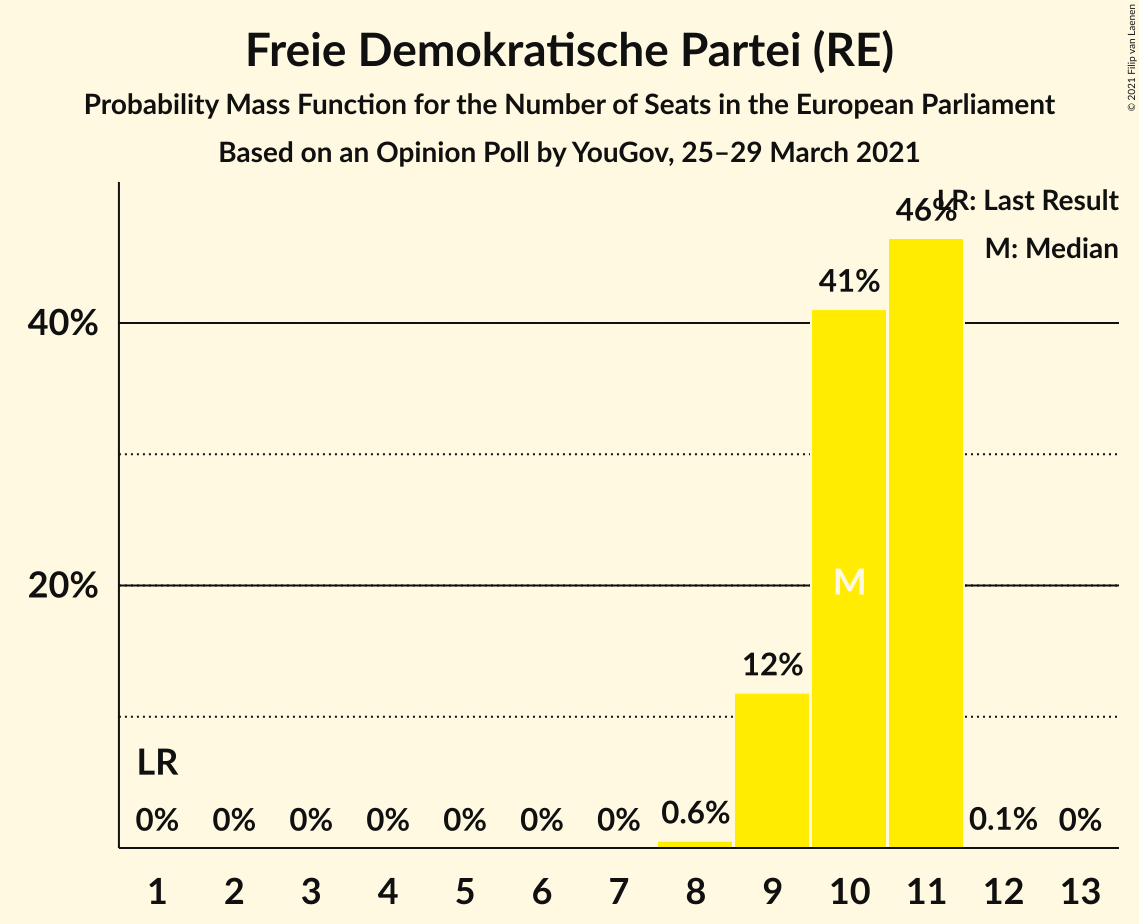 © 2021 Filip van Laenen
Freie Demokratische Partei (RE)
Probability Mass Function for the Number of Seats in the European Parliament
Based on an Opinion Poll by YouGov, 25–29 March 2021
LR: Last Result
M: Median
46%
41%
40%
20%
M
12%
LR
0% 0% 0% 0% 0% 0% 0% 0.6% 0.1% 0%
1 2 3 4 5 6 7 8 9 10 11 12 13